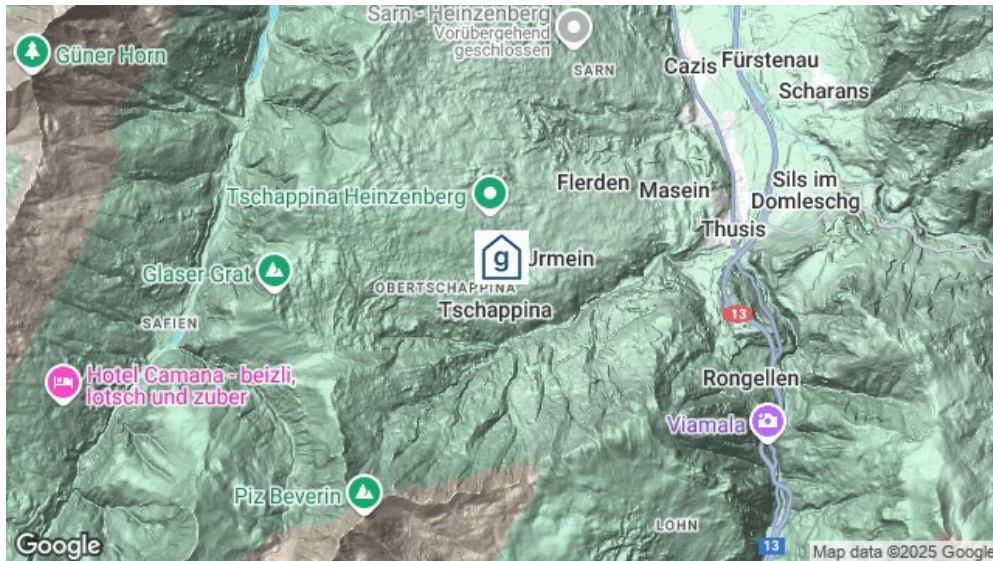 Güner Horn
Sarn - Heinzenberg
Vorübergehend
geschlossen
SARN
Cazis
Fürstenau
Scharans
Tschappina Heinzenberg
Flerden
Masein
Sils im
Domleschg
Thusis
g
Urmein
Glaser Grat
OBERTSCHAPPINA
Tschappina
SAFIEN
13
Hotel Camana - beizli,
lotsch und zuber
Rongellen
Viamala
Piz Beverin
LOHN
13
Google
Map data ©2025 Google